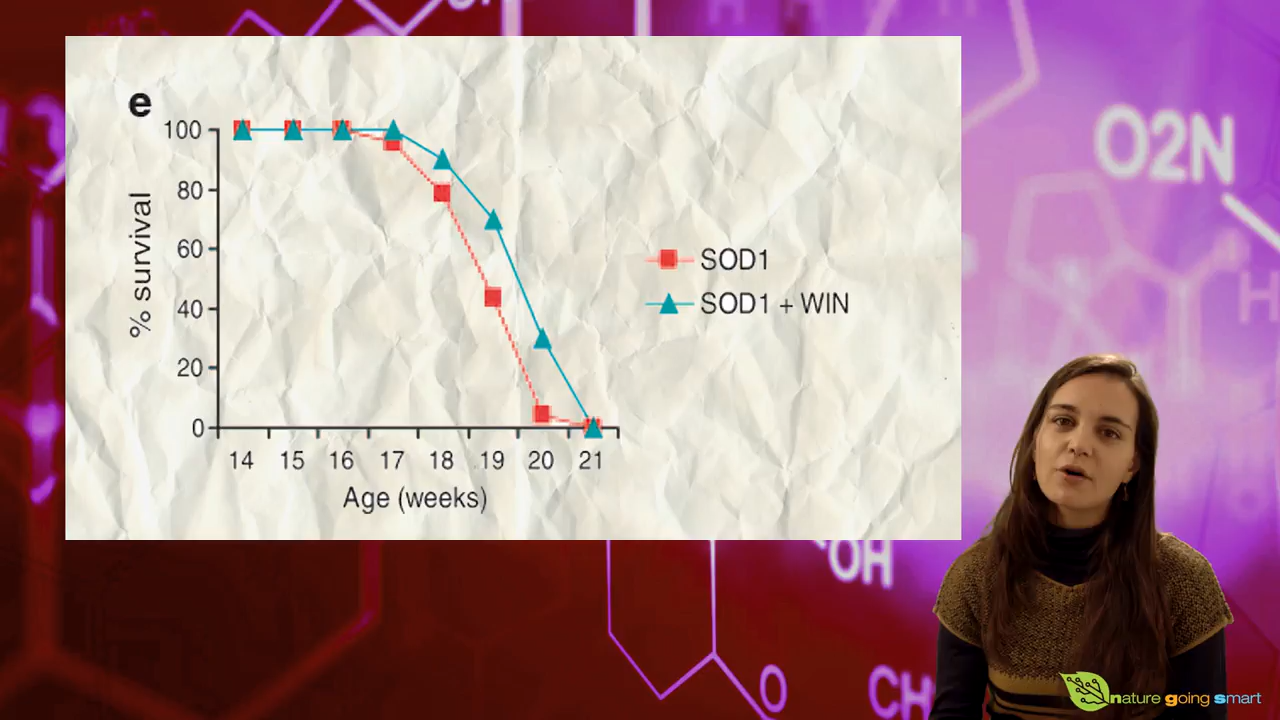 e
100
80
60
40
20
0
% survival
14 15 16 17 18 19 20 21
Age (weeks)
SOD1
SOD1 + WIN
O2N
H
OH
O
CH
nature going smart